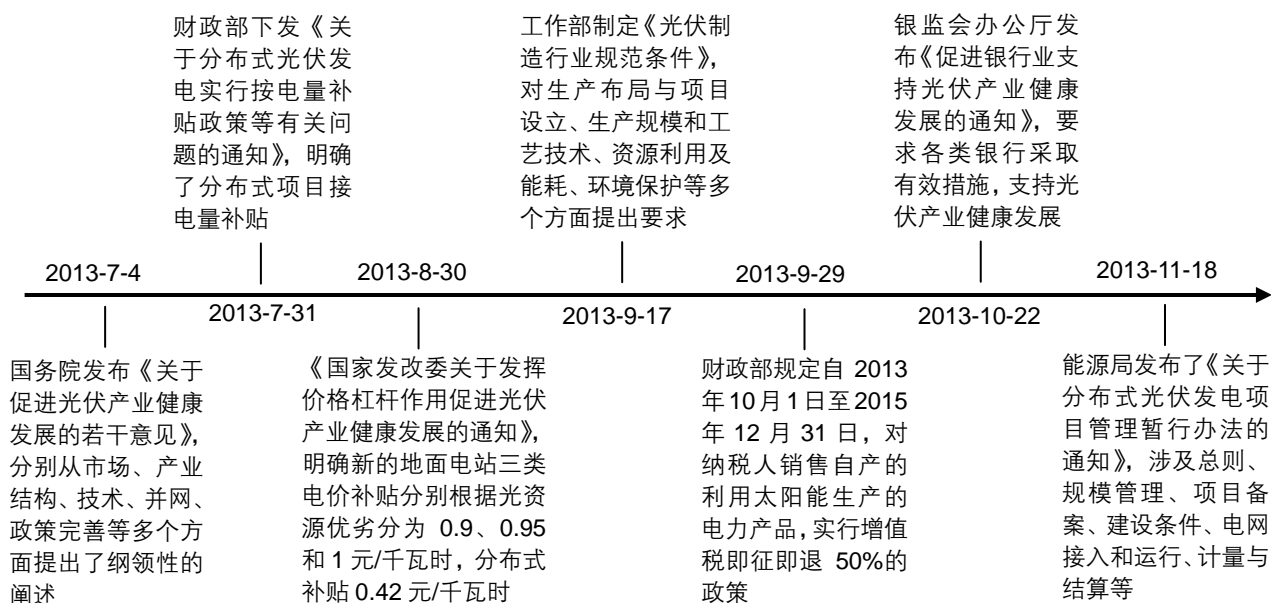 财政部下发《关
于分布式光伏发
电实行按电量补
贴政策等有关问
题的通知》，明确
了分布式项目接
电量补贴
工作部制定《光伏制
造行业规范条件》，
对生产布局与项目
设立、生产规模和工
艺技术、资源利用及
能耗、环境保护等多
个方面提出要求
银监会办公厅发
布《促进银行业支
持光伏产业健康
发展的通知》，要
求各类银行采取
有效措施，支持光
伏产业健康发展
2013-7-4
2013-8-30
2013-9-29
2013-11-18
2013-7-31
2013-9-17
2013-10-22
国务院发布《关于
促进光伏产业健康
发展的若干意见》，
分别从市场、产业
结构、技术、并网、
政策完善等多个方
面提出了纲领性的
阐述
《国家发改委关于发挥
价格杠杆作用促进光伏
产业健康发展的通知》，
明确新的地面电站三类
电价补贴分别根据光资
源优劣分为 0.9、0.95
和 1 元/千瓦时，分布式
补贴 0.42 元/千瓦时
财政部规定自 2013
年 10 月 1 日至 2015
年 12 月 31 日，对
纳税人销售自产的
利用太阳能生产的
电力产品，实行增值
税即征即退 50%的
政策
能源局发布了《关于
分布式光伏发电项
目管理暂行办法的
通知》，涉及总则、
规模管理、项目备
案、建设条件、电网
接入和运行、计量与
结算等